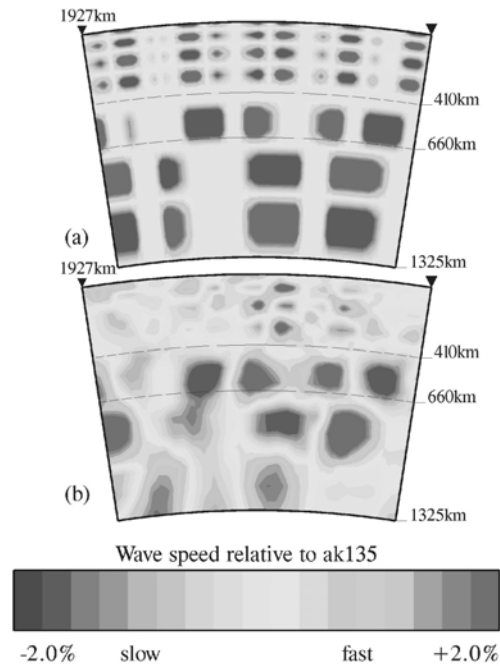 1927km
410km
660km
(a)
1927km
1325km
410km
660km
(b)
1325km
Wave speed relative to ak135
-2.0% slow fast +2.0%